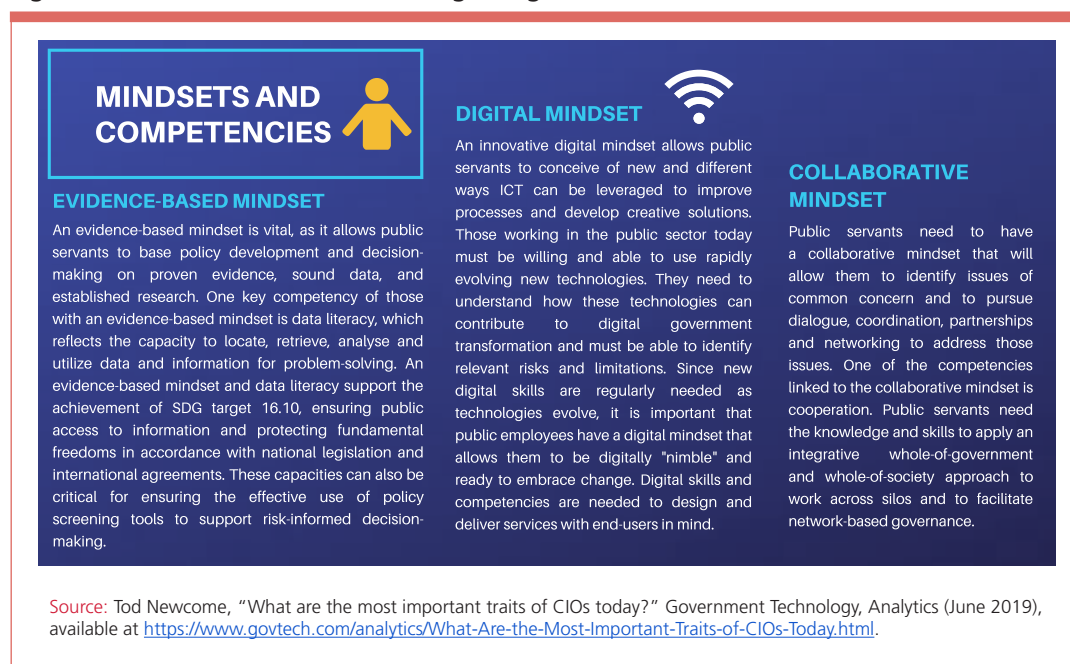 MINDSETS AND
COMPETENCIES
EVIDENCE-BASED MINDSET
An evidence-based mindset is vital, as it allows public
servants to base policy development and decision-
making on proven evidence, sound data, and
established research. One key competency of those
with an evidence-based mindset is data literacy, which
reflects the capacity to locate, retrieve, analyse and
utilize data and information for problem-solving. An
evidence-based mindset and data literacy support the
achievement of SDG target 16.10, ensuring public
access to information and protecting fundamental
freedoms in accordance with national legislation and
international agreements. These capacities can also be
critical for ensuring the effective use of policy
screening tools to support risk-informed decision-
making.
DIGITAL MINDSET
An innovative digital mindset allows public
servants to conceive of new and different
ways ICT can be leveraged to improve
processes and develop creative solutions.
Those working in the public sector today
must be willing and able to use rapidly
evolving new technologies. They need to
understand how these technologies can
contribute to digital government
transformation and must be able to identify
relevant risks and limitations. Since new
digital skills are regularly needed as
technologies evolve, it is important that
public employees have a digital mindset that
allows them to be digitally "nimble" and
ready to embrace change. Digital skills and
competencies are needed to design and
deliver services with end-users in mind.
COLLABORATIVE
MINDSET
Public servants need to have
a collaborative mindset that will
allow them to identify issues of
common concern and to pursue
dialogue, coordination, partnerships
and networking to address those
issues. One of the competencies
linked to the collaborative mindset is
cooperation. Public servants need
the knowledge and skills to apply an
integrative whole-of-government
and whole-of-society approach to
work across silos and to facilitate
network-based governance.
Source: Tod Newcome, “What are the most important traits of CIOs today?” Government Technology, Analytics (June 2019),
available at https://www.govtech.com/analytics/What-Are-the-Most-Important-Traits-of-CIOs-Today.html.